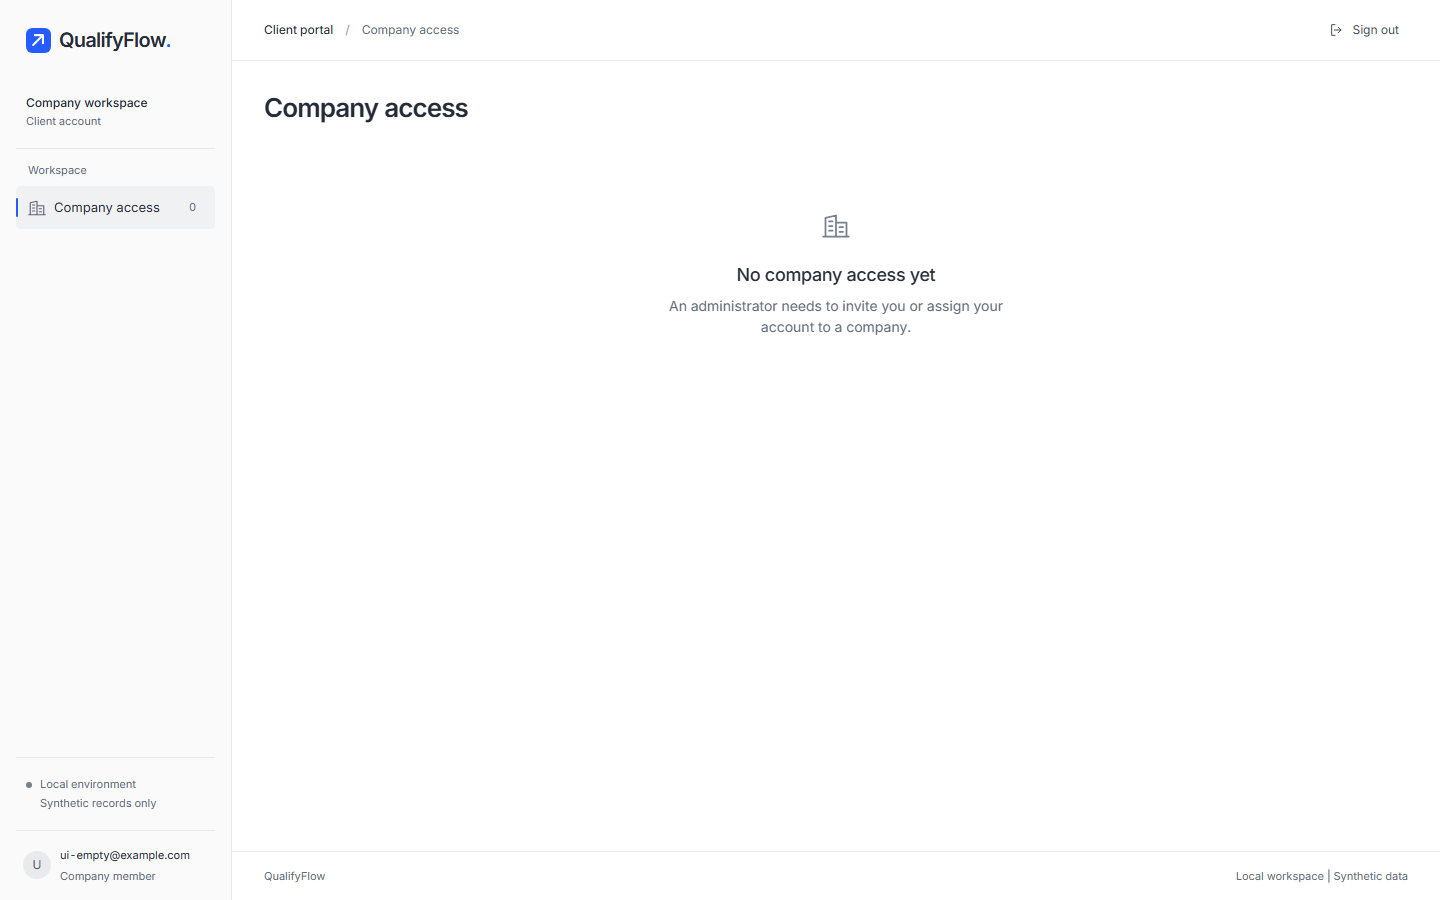 QualifyFlow.
Company workspace
Client account
Workspace
Company access 0
Local environment
Synthetic records only
U
ui-empty@example.com
Company member
Client portal / Company access
Sign out
Company access
No company access yet
An administrator needs to invite you or assign your
account to a company.
QualifyFlow
Local workspace | Synthetic data